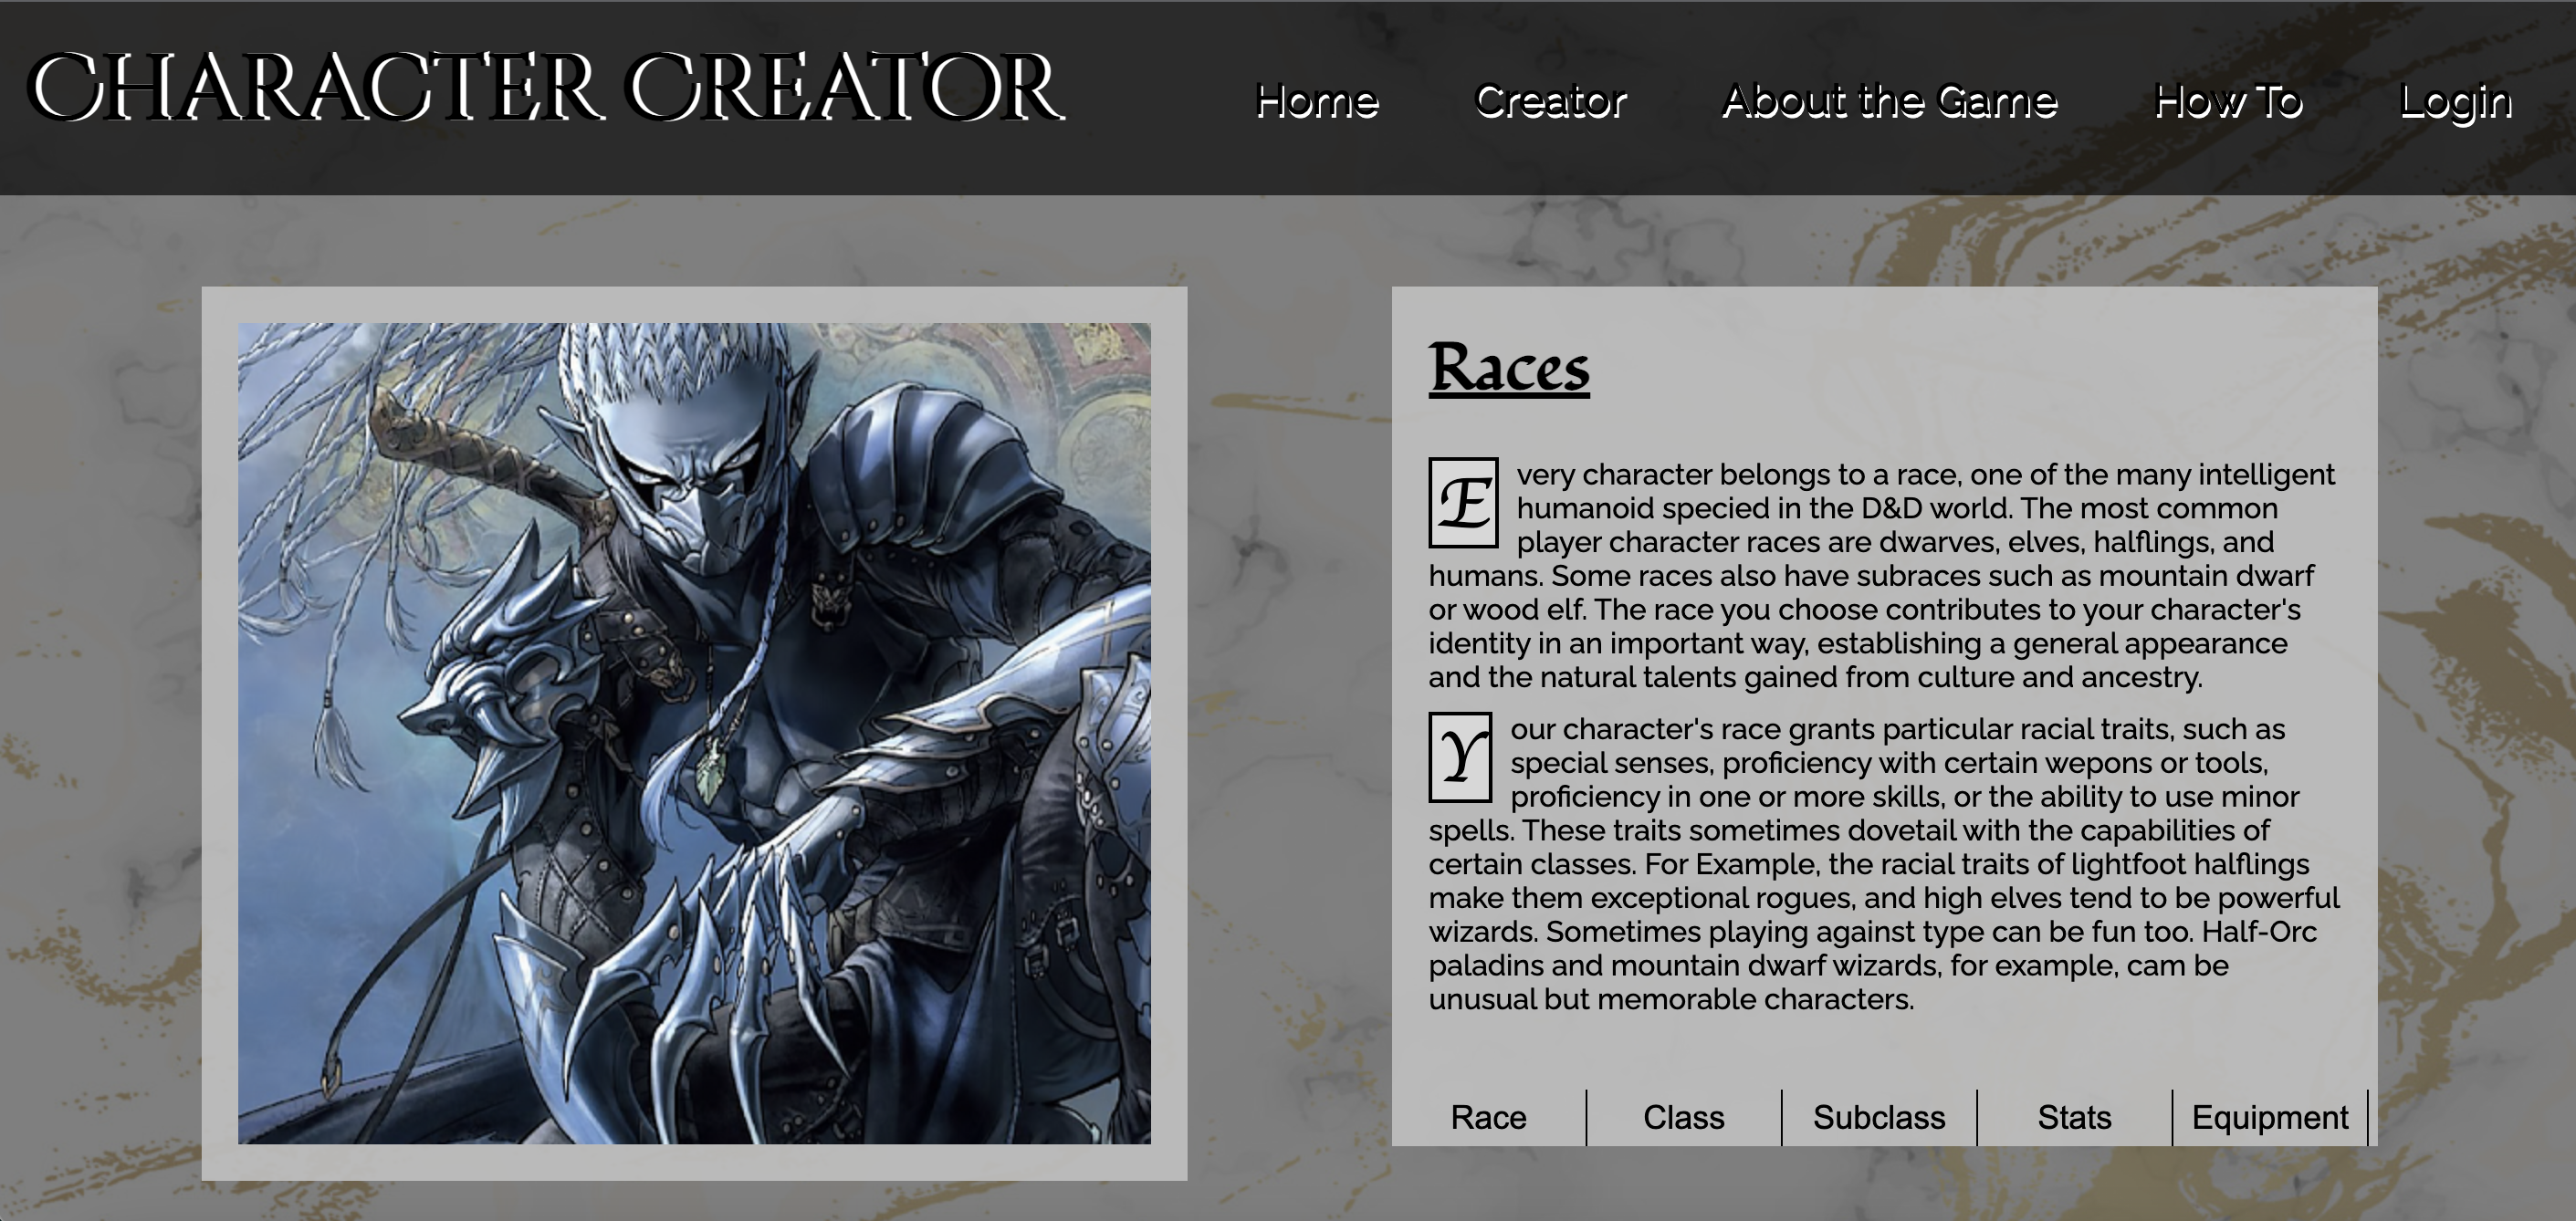 CHARACTER CREATOR
Home Creator About the Game How To Login
Races
Every character belongs to a race, one of the many intelligent
humanoid specied in the D&D world. The most common
player character races are dwarves, elves, halflings, and
humans. Some races also have subraces such as mountain dwarf
or wood elf. The race you choose contributes to your character's
identity in an important way, establishing a general appearance
and the natural talents gained from culture and ancestry.
Your character's race grants particular racial traits, such as
special senses, proficiency with certain wepons or tools,
proficiency in one or more skills, or the ability to use minor
spells. These traits sometimes dovetail with the capabilities of
certain classes. For Example, the racial traits of lightfoot halflings
make them exceptional rogues, and high elves tend to be powerful
wizards. Sometimes playing against type can be fun too. Half-Orc
paladins and mountain dwarf wizards, for example, cam be
unusual but memorable characters.
Race Class Subclass Stats Equipment